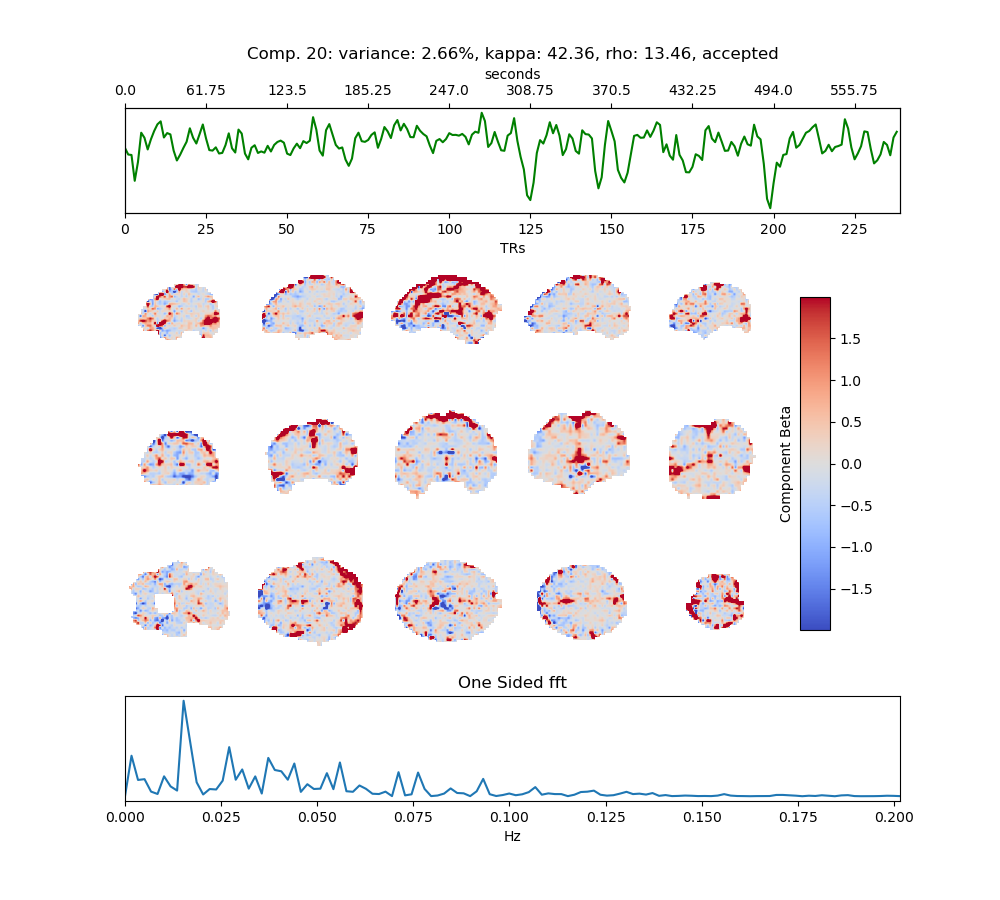 Comp. 20: variance: 2.66%, kappa: 42.36, rho: 13.46, accepted
seconds
0.0 61.75 123.5 185.25 247.0 308.75 370.5 432.25 494.0 555.75
0 25 50 75 100 125 150 175 200 225
TRs
1.5
1.0
0.5
0.0
−0.5
−1.0
−1.5
Component Beta
One Sided fft
0.000 0.025 0.050 0.075 0.100 0.125 0.150 0.175 0.200
Hz